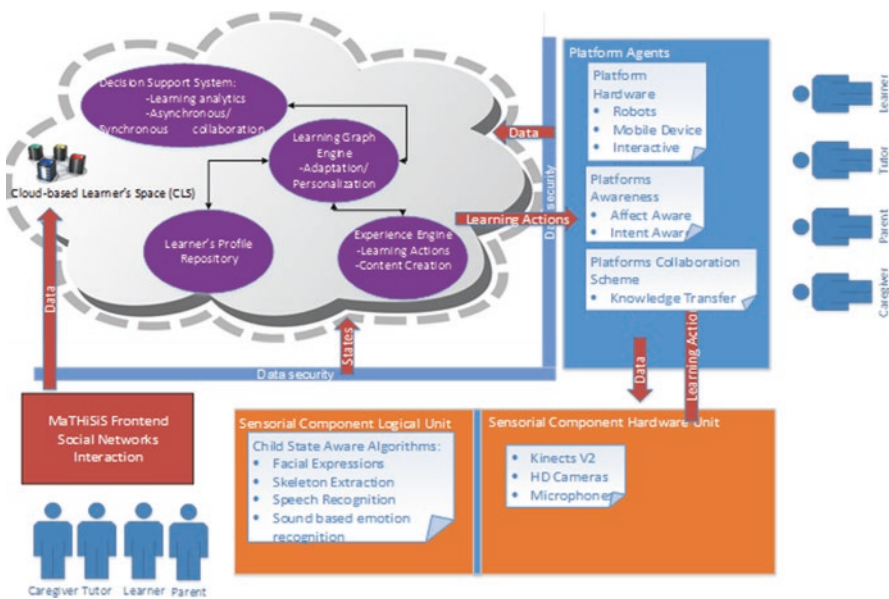 Decision Support System:
-Learning analytics
-Asynchronous/
Synchronous collaboration
Learning Graph
Engine
-Adaptation/
Personalization
Cloud-based Learner's Space (CLS)
Learner's Profile
Repository
Experience Engine
-Learning Actions
-Content Creation
Data
Learning Actions
Data security
Data
States
Data security
Platform Agents
Platform
Hardware
• Robots
• Mobile Device
• Interactive
Platforms
Awareness
• Affect Aware
• Intent Aware
Platforms Collaboration
Scheme
• Knowledge Transfer
Learner
Tutor
Parent
Caregiver
Data
Learning Action
MaTHiSiS Frontend
Social Networks
Interaction
Sensorial Component Logical Unit
Child State Aware Algorithms:
• Facial Expressions
• Skeleton Extraction
• Speech Recognition
• Sound based emotion
recognition
Sensorial Component Hardware Unit
• Kinects V2
• HD Cameras
• Microphones
Caregiver Tutor Learner Parent